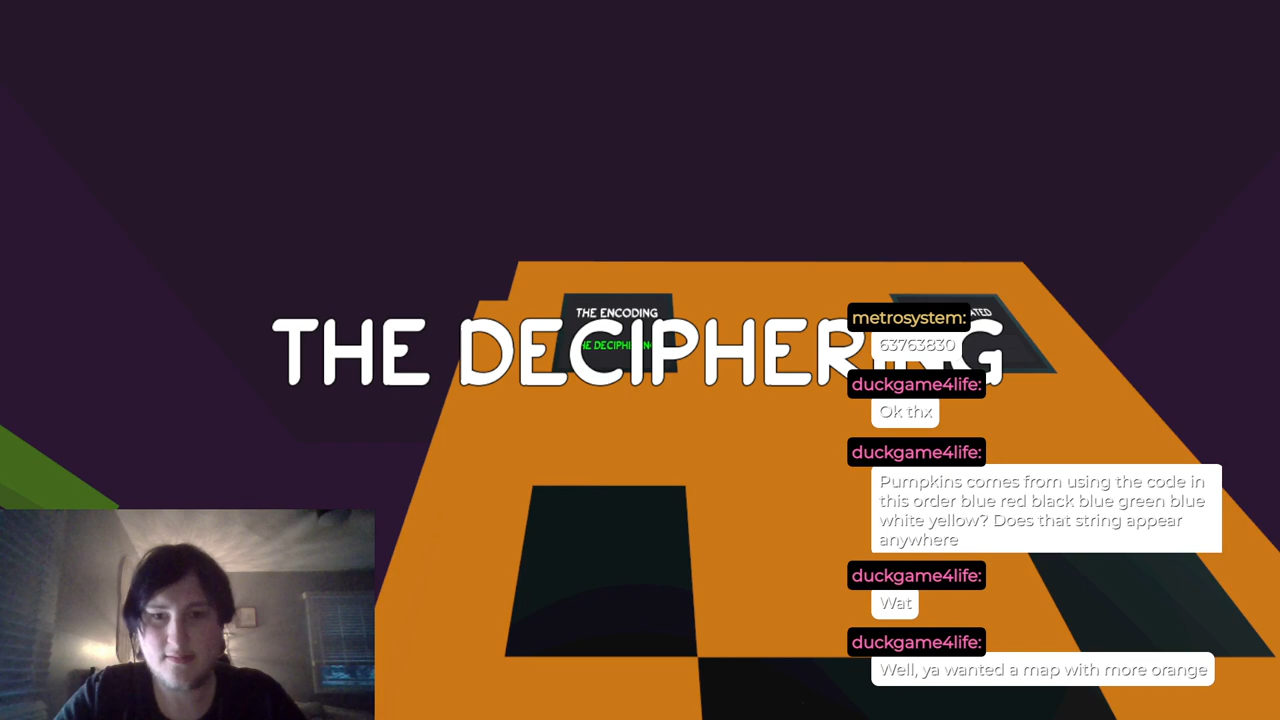 THE ENCODING
THE DECIPHERING
THE DECIPHERING
metrosystem:
63763830
duckgame4life:
Ok thx
duckgame4life:
Pumpkins comes from using the code in
this order blue red black blue green blue
white yellow? Does that string appear
anywhere
duckgame4life:
Wat
duckgame4life:
Well, ya wanted a map with more orange